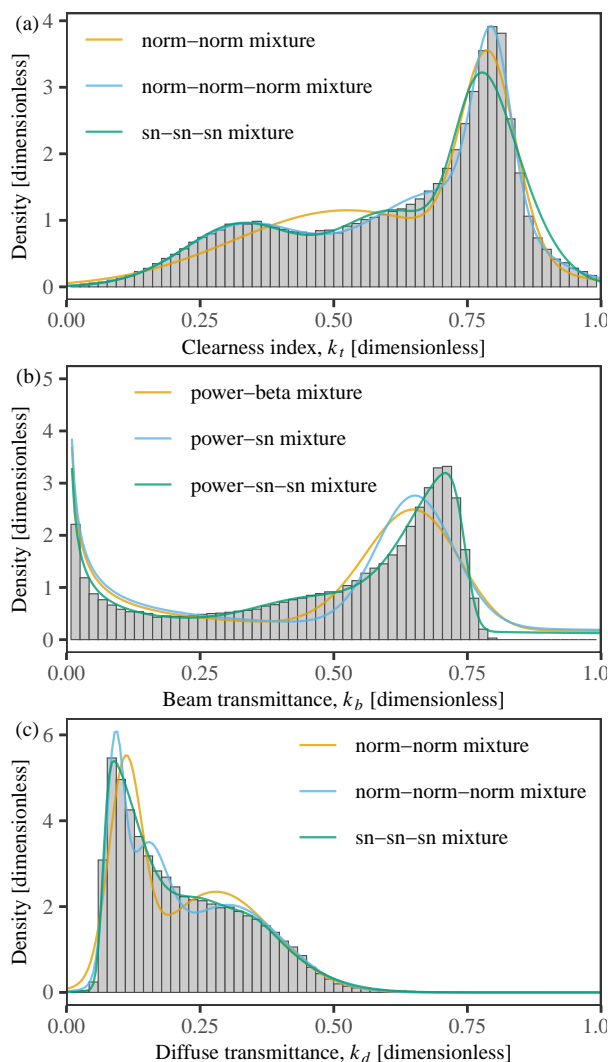 (a)
norm−norm mixture
norm−norm−norm mixture
sn−sn−sn mixture
Density [dimensionless]
4
3
2
1
0
0.00 0.25 0.50 0.75 1.0
Clearness index, k_t [dimensionless]
(b)
power−beta mixture
power−sn mixture
power−sn−sn mixture
Density [dimensionless]
5
4
3
2
1
0
0.00 0.25 0.50 0.75 1.0
Beam transmittance, k_b [dimensionless]
(c)
norm−norm mixture
norm−norm−norm mixture
sn−sn−sn mixture
Density [dimensionless]
6
4
2
0
0.00 0.25 0.50 0.75 1.0
Diffuse transmittance, k_d [dimensionless]